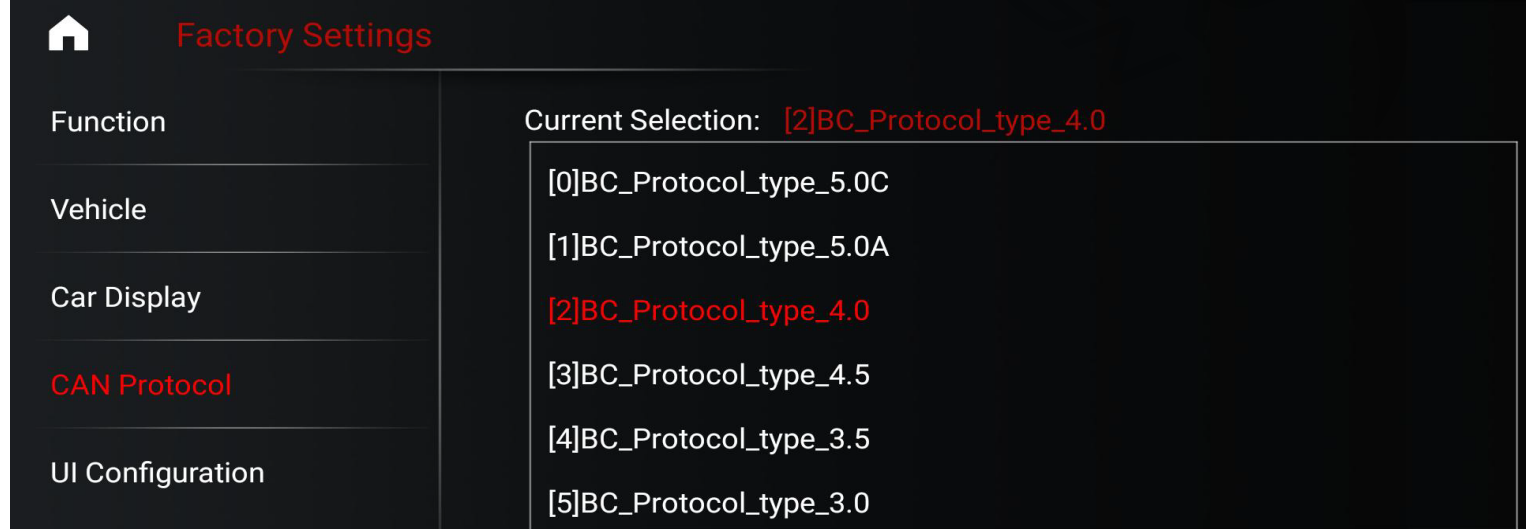 Factory Settings
Function
Vehicle
Car Display
CAN Protocol
UI Configuration
Current Selection: [2]BC_Protocol_type_4.0
[0]BC_Protocol_type_5.0C
[1]BC_Protocol_type_5.0A
[2]BC_Protocol_type_4.0
[3]BC_Protocol_type_4.5
[4]BC_Protocol_type_3.5
[5]BC_Protocol_type_3.0